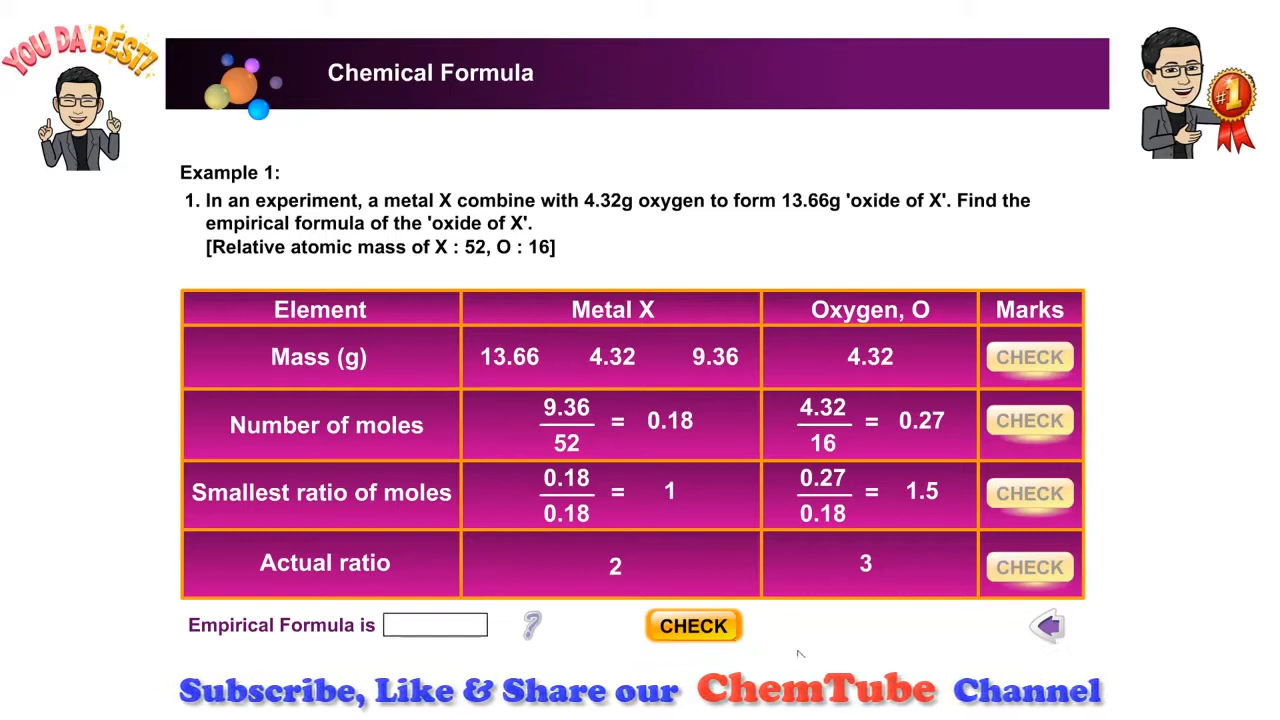 YOU DA BEST!
#1
Chemical Formula
Example 1:
1. In an experiment, a metal X combine with 4.32g oxygen to form 13.66g 'oxide of X'. Find the
empirical formula of the 'oxide of X'.
[Relative atomic mass of X : 52, O : 16]
Element Metal X Oxygen, O Marks
Mass (g) 13.66 4.32 9.36 4.32 CHECK
9.36 4.32
Number of moles = 0.18 = 0.27 CHECK
52 16
0.18 0.27
Smallest ratio of moles = 1 = 1.5 CHECK
0.18 0.18
Actual ratio 2 3 CHECK
Empirical Formula is ? CHECK
Subscribe, Like & Share our ChemTube Channel